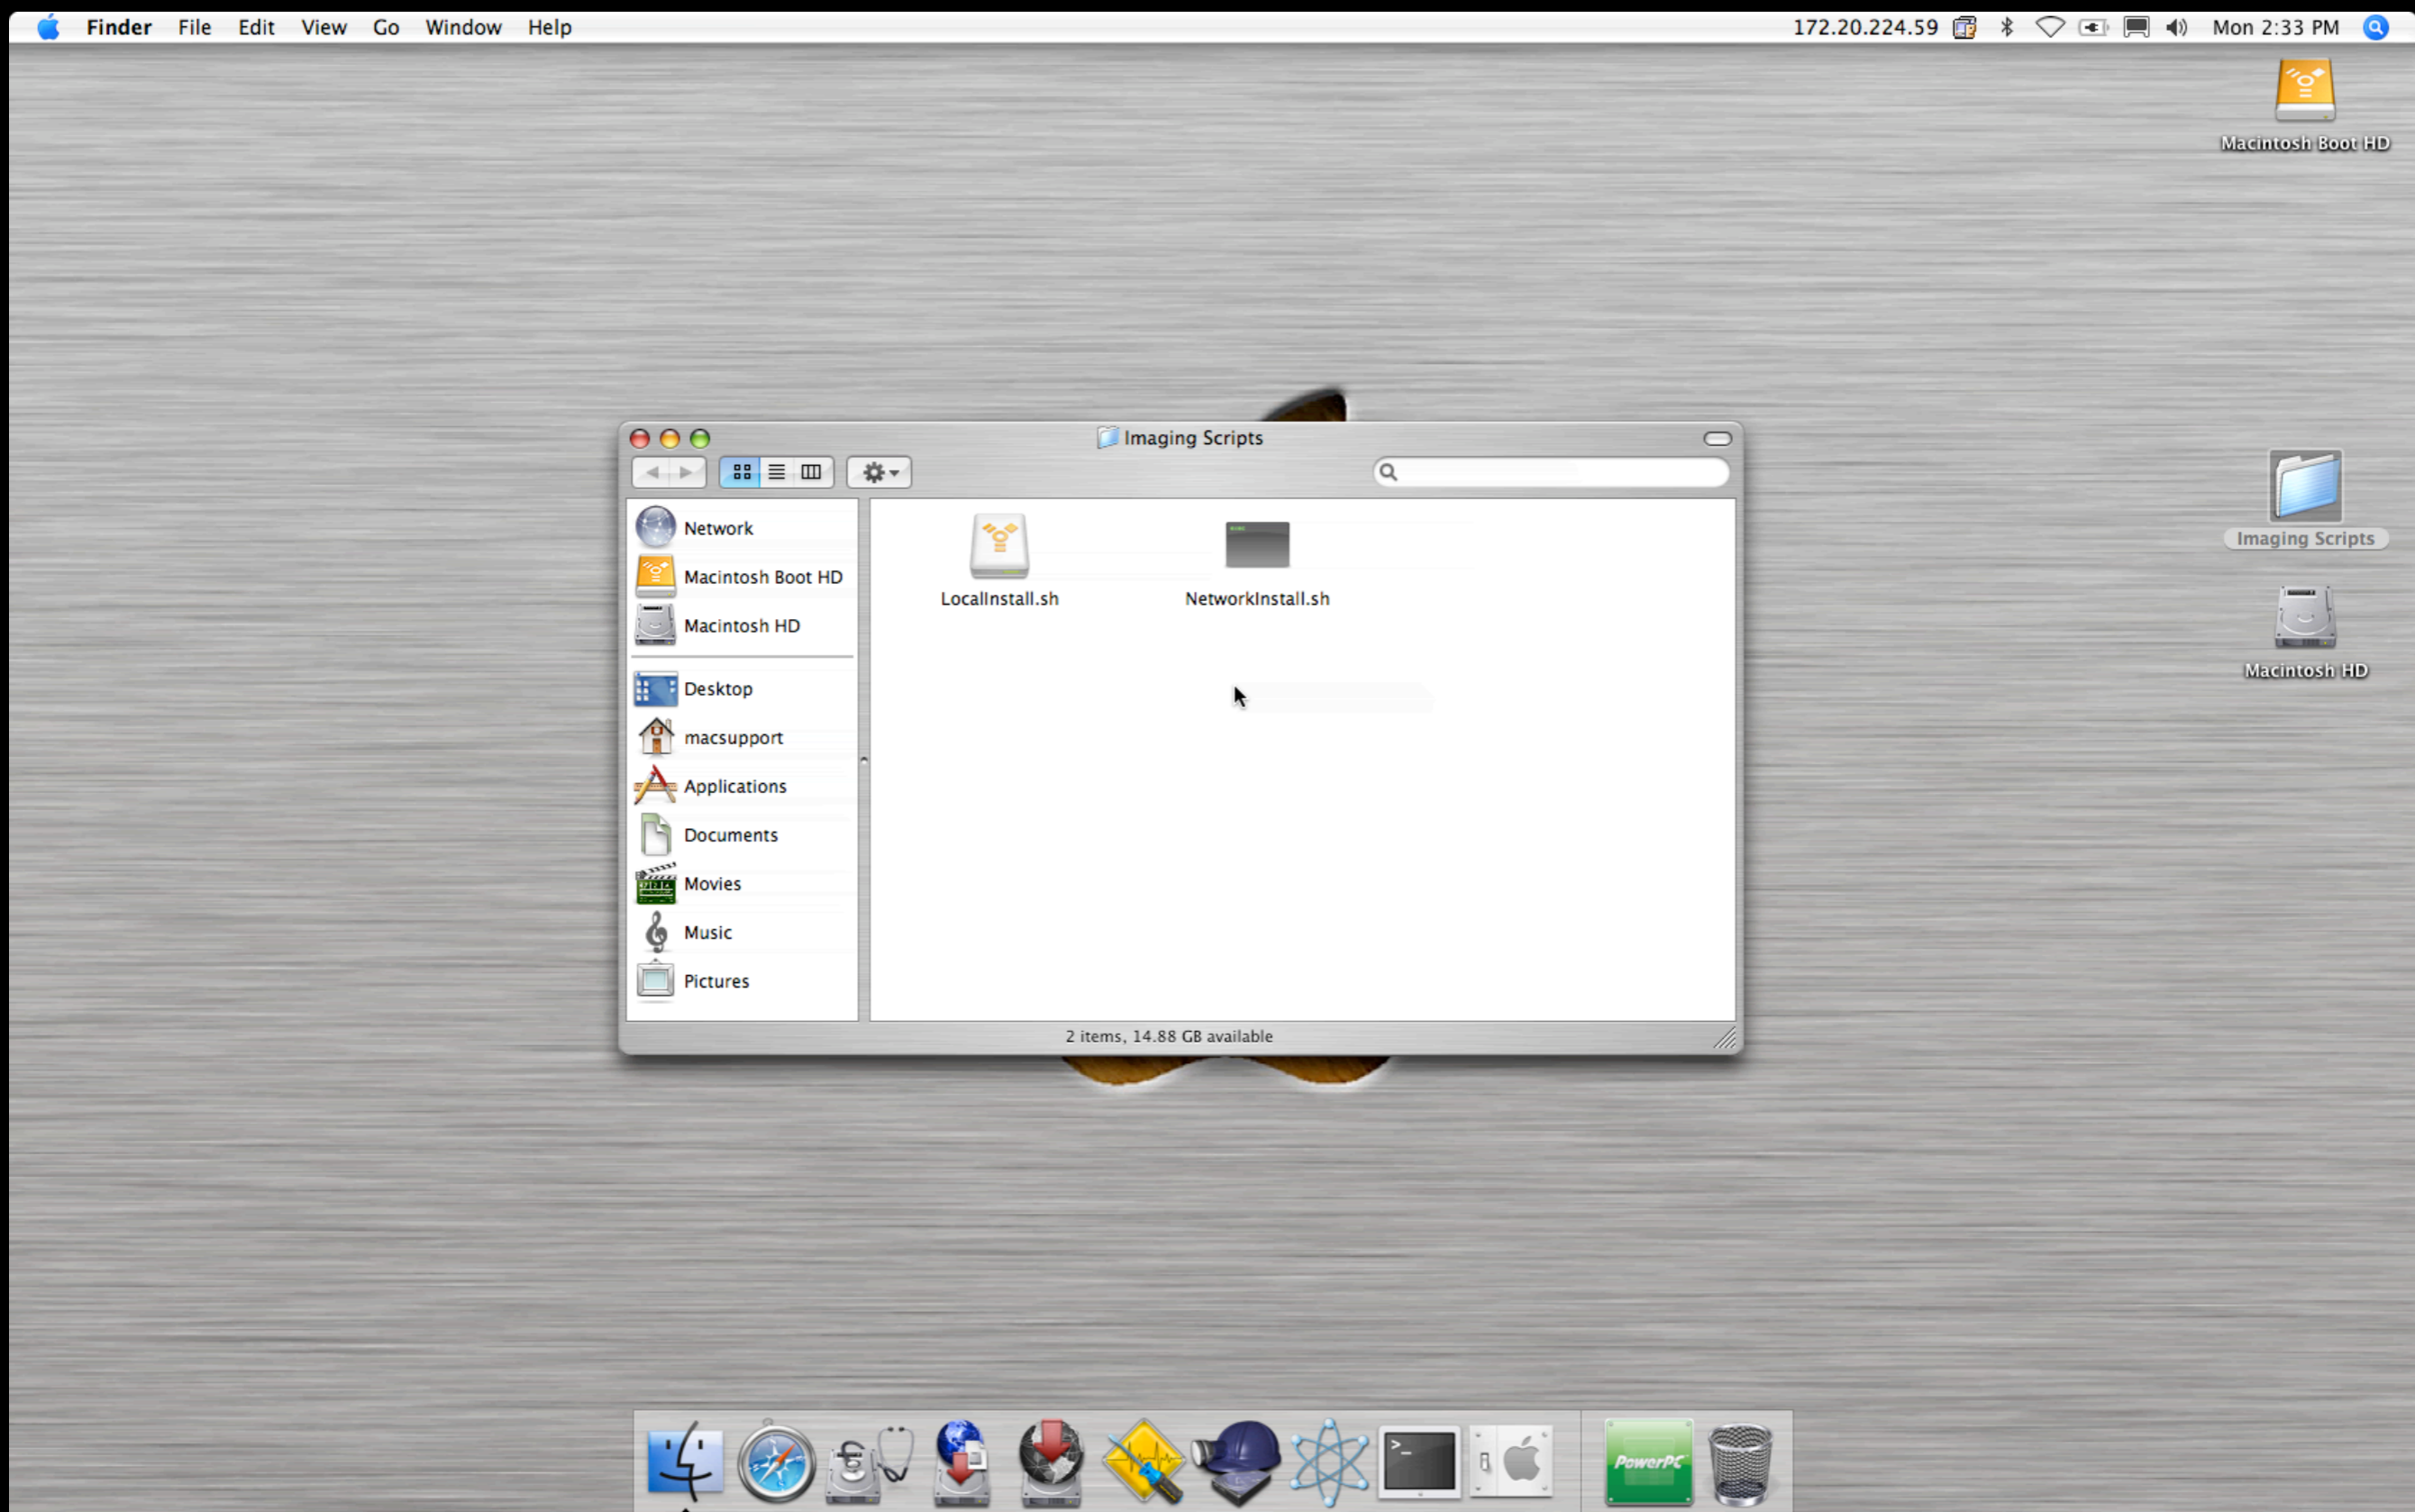 Finder File Edit View Go Window Help 172.20.224.59 Mon 2:33 PM
Macintosh Boot HD
Imaging Scripts
Network
Macintosh Boot HD
Macintosh HD
Desktop
macsupport
Applications
Documents
Movies
Music
Pictures
LocalInstall.sh NetworkInstall.sh
2 items, 14.88 GB available
Imaging Scripts
Macintosh HD
>_
PowerPC